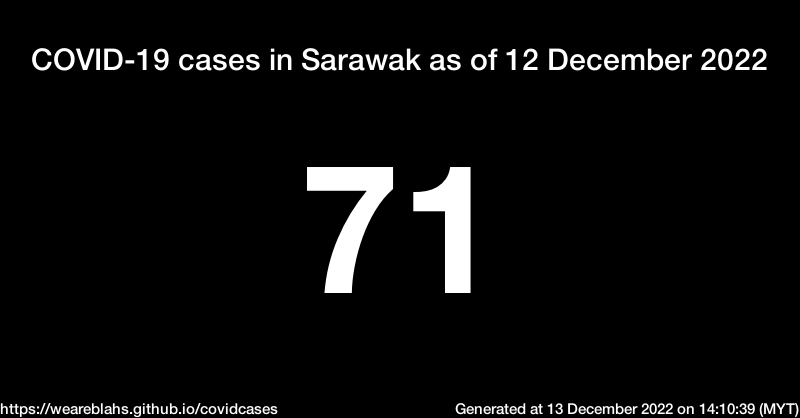 COVID-19 cases in Sarawak as of 12 December 2022
71
https://weareblahs.github.io/covidcases
Generated at 13 December 2022 on 14:10:39 (MYT)